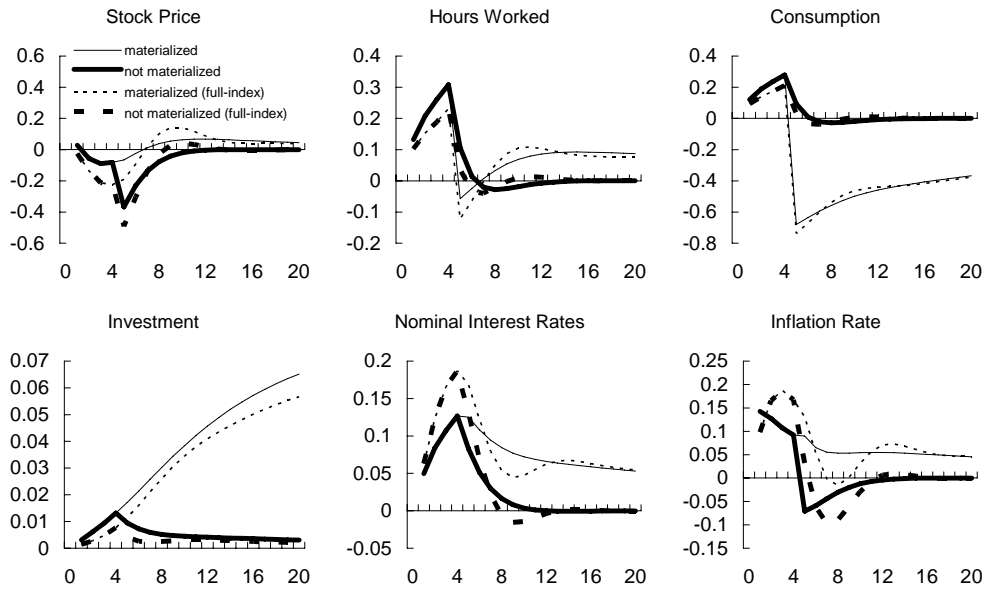 Stock Price
0.6
0.4
0.2
0
-0.2
-0.4
-0.6
0 4 8 12 16 20
materialized
not materialized
materialized (full-index)
not materialized (full-index)
Hours Worked
0.4
0.3
0.2
0.1
0
-0.1
-0.2
0 4 8 12 16 20
Consumption
0.4
0.2
0
-0.2
-0.4
-0.6
-0.8
0 4 8 12 16 20
Investment
0.07
0.06
0.05
0.04
0.03
0.02
0.01
0
0 4 8 12 16 20
Nominal Interest Rates
0.2
0.15
0.1
0.05
0
-0.05
0 4 8 12 16 20
Inflation Rate
0.25
0.2
0.15
0.1
0.05
0
-0.05
-0.1
-0.15
0 4 8 12 16 20